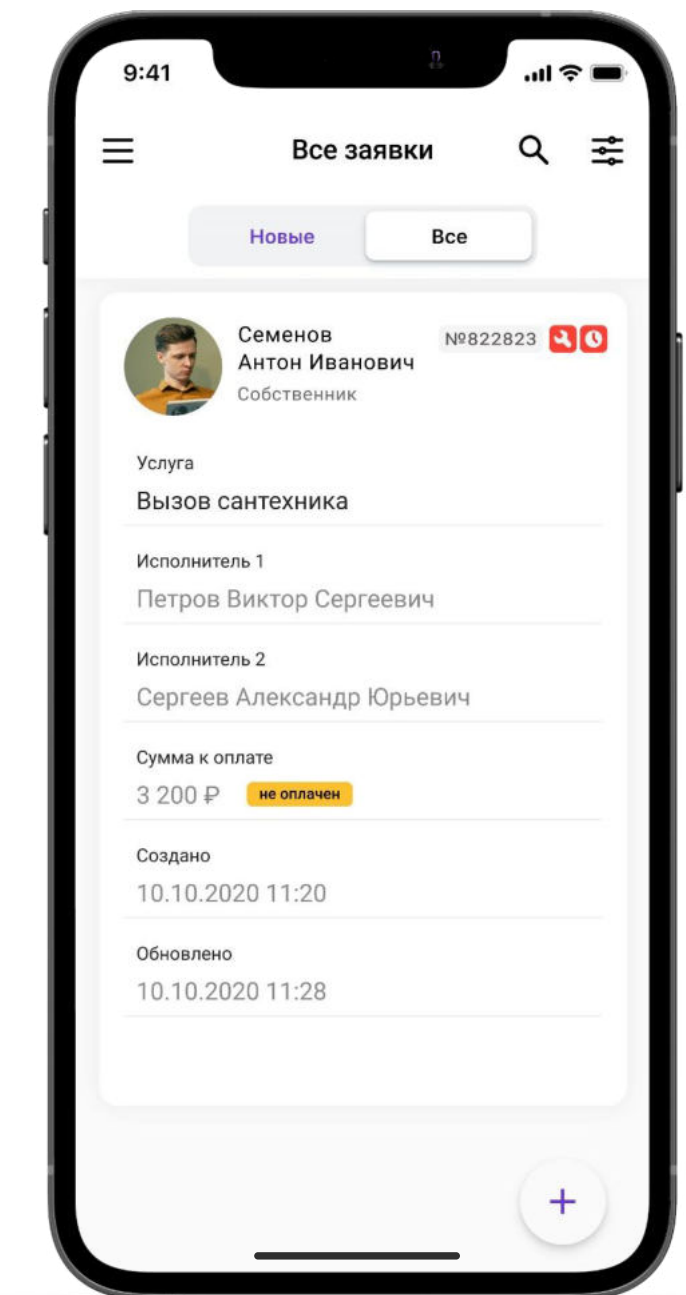 9:41
Все заявки
Новые
Все
Семенов
Антон Иванович
№822823
Собственник
Услуга
Вызов сантехника
Исполнитель 1
Петров Виктор Сергеевич
Исполнитель 2
Сергеев Александр Юрьевич
Сумма к оплате
3 200 ₽ не оплачен
Создано
10.10.2020 11:20
Обновлено
10.10.2020 11:28